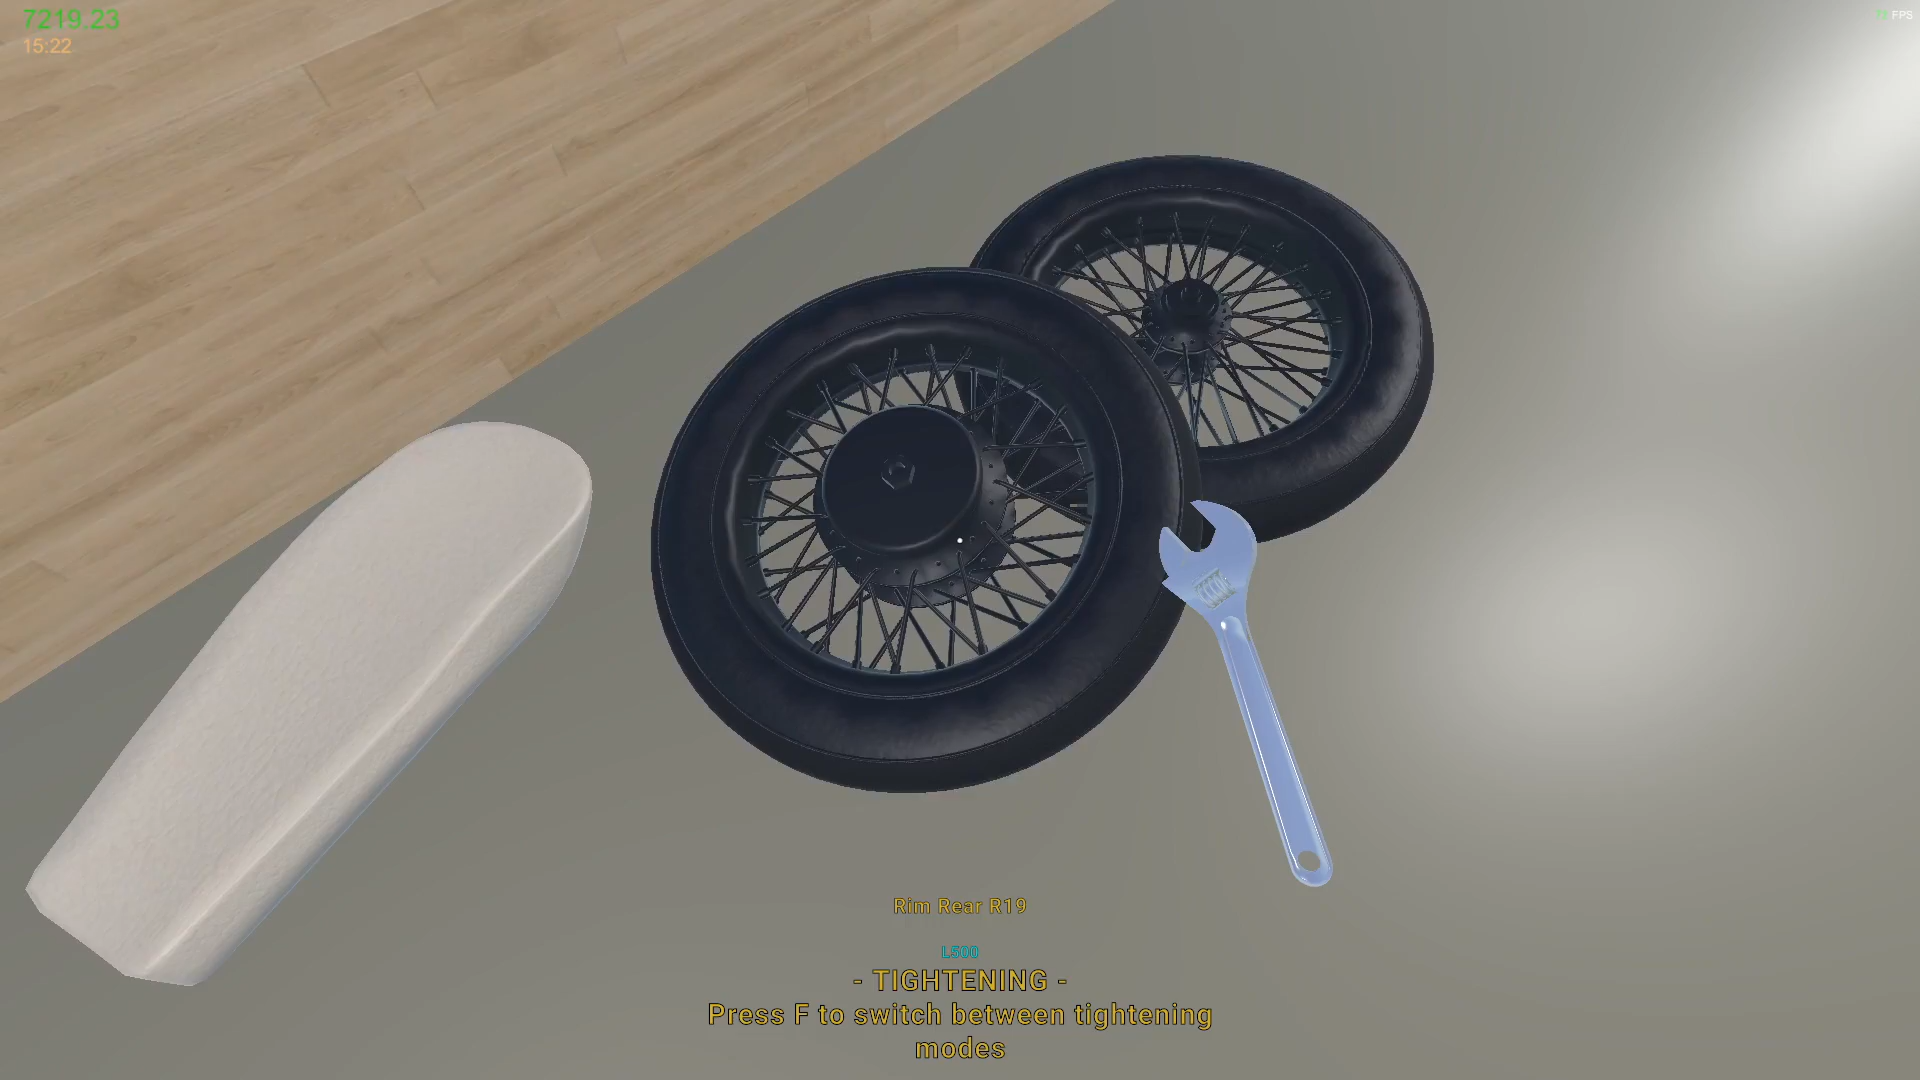 7219.23
15:22
FPS
Rim Rear R19
L500
- TIGHTENING -
Press F to switch between tightening
modes